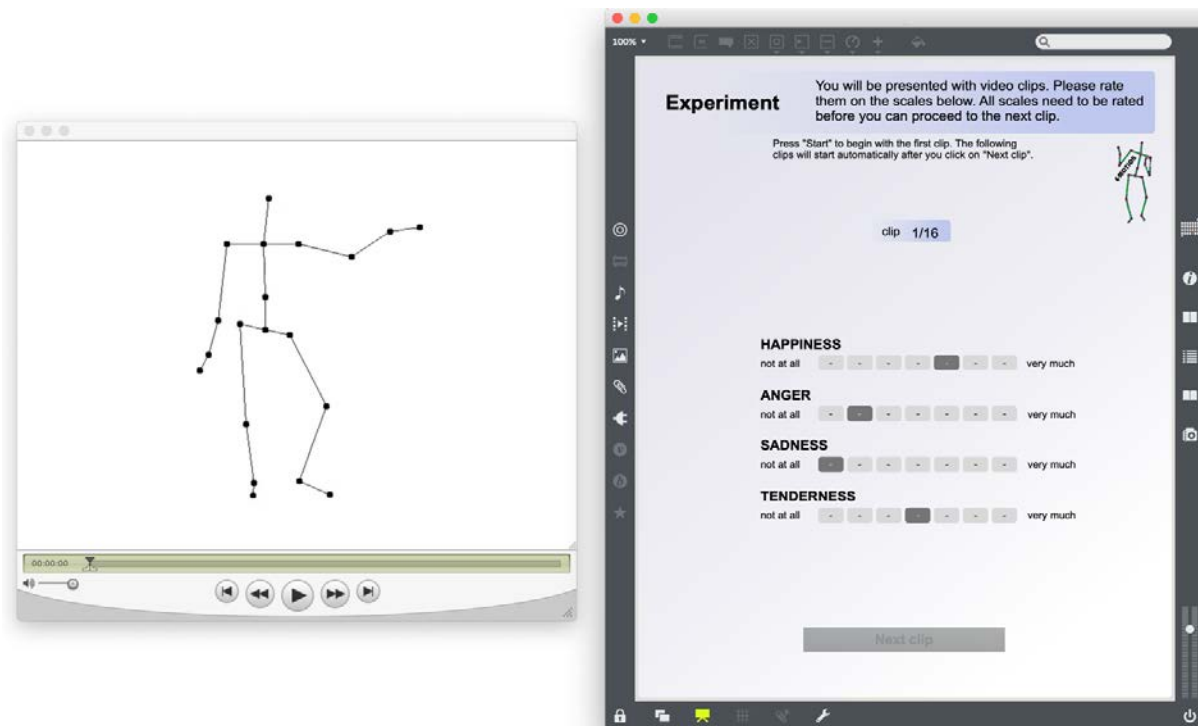 00:00:00
100%
Experiment
You will be presented with video clips. Please rate
them on the scales below. All scales need to be rated
before you can proceed to the next clip.
Press "Start" to begin with the first clip. The following
clips will start automatically after you click on "Next clip".
EMOTION
clip 1/16
HAPPINESS
not at all - - - - - - - very much
ANGER
not at all - - - - - - - very much
SADNESS
not at all - - - - - - - very much
TENDERNESS
not at all - - - - - - - very much
Next clip